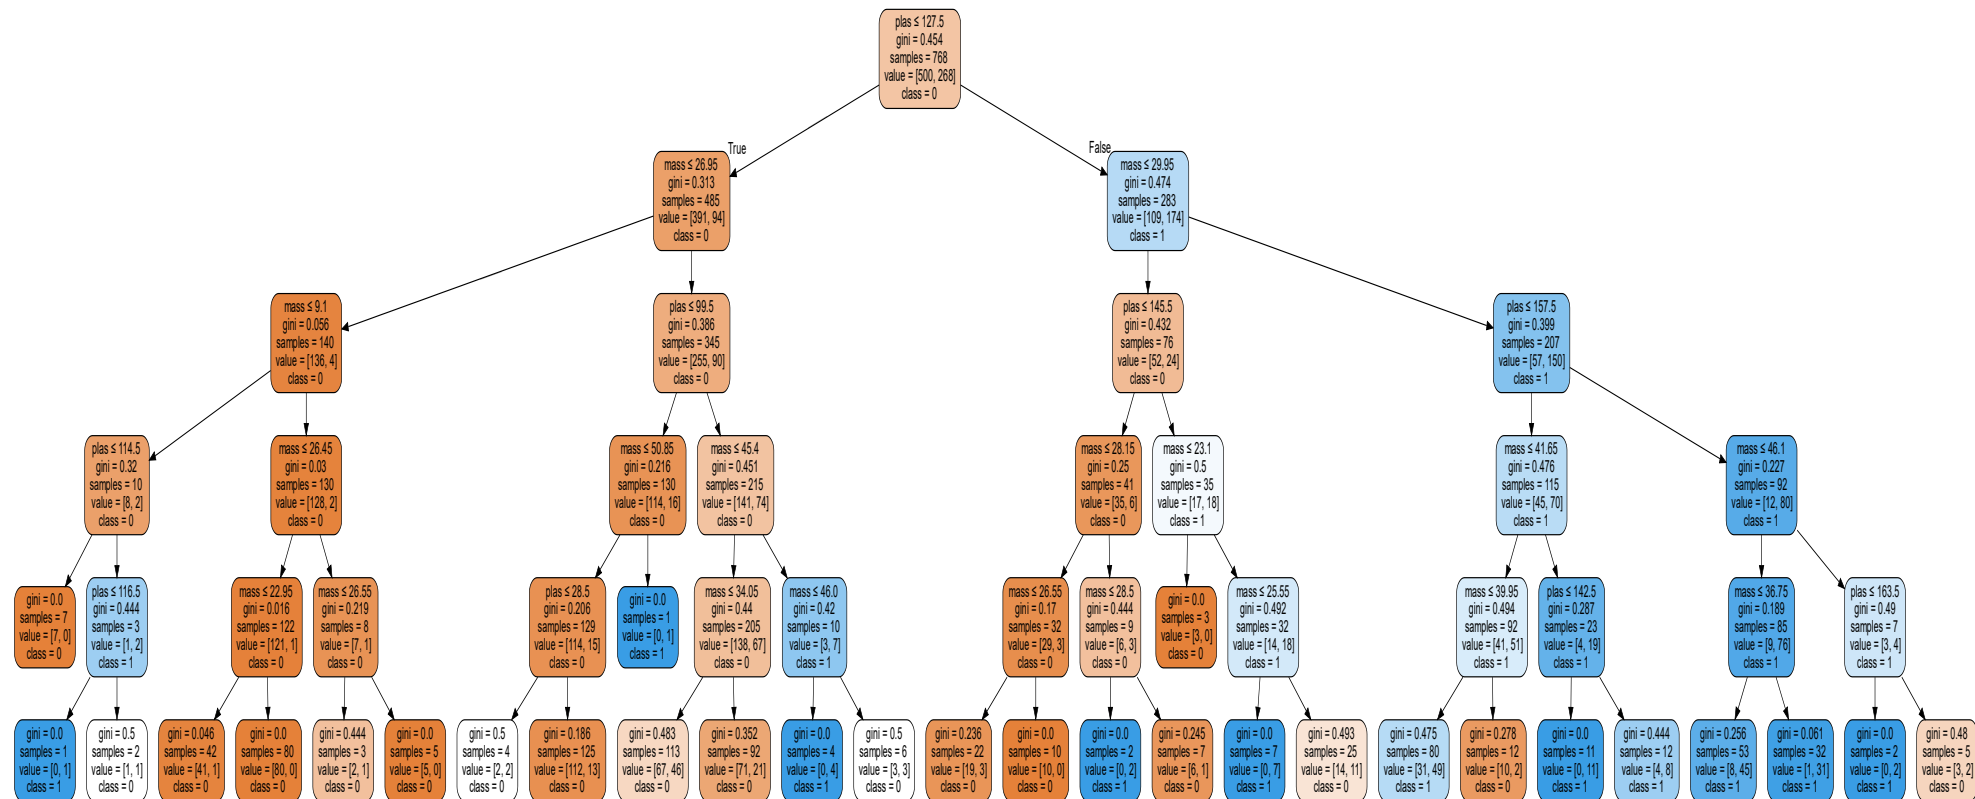 plas ≤ 127.5
gini = 0.454
samples = 768
value = [500, 268]
class = 0
True
False
mass ≤ 26.95
gini = 0.313
samples = 485
value = [391, 94]
class = 0
mass ≤ 29.95
gini = 0.474
samples = 283
value = [109, 174]
class = 1
mass ≤ 9.1
gini = 0.056
samples = 140
value = [136, 4]
class = 0
plas ≤ 99.5
gini = 0.386
samples = 345
value = [255, 90]
class = 0
plas ≤ 145.5
gini = 0.432
samples = 76
value = [52, 24]
class = 0
plas ≤ 157.5
gini = 0.399
samples = 207
value = [57, 150]
class = 1
plas ≤ 114.5
gini = 0.32
samples = 10
value = [8, 2]
class = 0
mass ≤ 26.45
gini = 0.03
samples = 130
value = [128, 2]
class = 0
mass ≤ 50.85
gini = 0.216
samples = 130
value = [114, 16]
class = 0
mass ≤ 45.4
gini = 0.451
samples = 215
value = [141, 74]
class = 0
mass ≤ 28.15
gini = 0.25
samples = 41
value = [35, 6]
class = 0
mass ≤ 23.1
gini = 0.5
samples = 35
value = [17, 18]
class = 1
mass ≤ 41.65
gini = 0.476
samples = 115
value = [45, 70]
class = 1
mass ≤ 46.1
gini = 0.227
samples = 92
value = [12, 80]
class = 1
gini = 0.0
samples = 7
value = [7, 0]
class = 0
plas ≤ 116.5
gini = 0.444
samples = 3
value = [1, 2]
class = 1
mass ≤ 22.95
gini = 0.016
samples = 122
value = [121, 1]
class = 0
mass ≤ 26.55
gini = 0.219
samples = 8
value = [7, 1]
class = 0
plas ≤ 28.5
gini = 0.206
samples = 129
value = [114, 15]
class = 0
gini = 0.0
samples = 1
value = [0, 1]
class = 1
mass ≤ 34.05
gini = 0.44
samples = 205
value = [138, 67]
class = 0
mass ≤ 46.0
gini = 0.42
samples = 10
value = [3, 7]
class = 1
mass ≤ 26.55
gini = 0.17
samples = 32
value = [29, 3]
class = 0
mass ≤ 28.5
gini = 0.444
samples = 9
value = [6, 3]
class = 0
gini = 0.0
samples = 3
value = [3, 0]
class = 0
mass ≤ 25.55
gini = 0.492
samples = 32
value = [14, 18]
class = 1
mass ≤ 39.95
gini = 0.494
samples = 92
value = [41, 51]
class = 1
plas ≤ 142.5
gini = 0.287
samples = 23
value = [4, 19]
class = 1
mass ≤ 36.75
gini = 0.189
samples = 85
value = [9, 76]
class = 1
plas ≤ 163.5
gini = 0.49
samples = 7
value = [3, 4]
class = 1
gini = 0.0
samples = 1
value = [0, 1]
class = 1
gini = 0.5
samples = 2
value = [1, 1]
class = 0
gini = 0.046
samples = 42
value = [41, 1]
class = 0
gini = 0.0
samples = 80
value = [80, 0]
class = 0
gini = 0.444
samples = 3
value = [2, 1]
class = 0
gini = 0.0
samples = 5
value = [5, 0]
class = 0
gini = 0.5
samples = 4
value = [2, 2]
class = 0
gini = 0.186
samples = 125
value = [112, 13]
class = 0
gini = 0.483
samples = 113
value = [67, 46]
class = 0
gini = 0.352
samples = 92
value = [71, 21]
class = 0
gini = 0.0
samples = 4
value = [0, 4]
class = 1
gini = 0.5
samples = 6
value = [3, 3]
class = 0
gini = 0.236
samples = 22
value = [19, 3]
class = 0
gini = 0.0
samples = 10
value = [10, 0]
class = 0
gini = 0.0
samples = 2
value = [0, 2]
class = 1
gini = 0.245
samples = 7
value = [6, 1]
class = 0
gini = 0.0
samples = 7
value = [0, 7]
class = 1
gini = 0.493
samples = 25
value = [14, 11]
class = 0
gini = 0.475
samples = 80
value = [31, 49]
class = 1
gini = 0.278
samples = 12
value = [10, 2]
class = 0
gini = 0.0
samples = 11
value = [0, 11]
class = 1
gini = 0.444
samples = 12
value = [4, 8]
class = 1
gini = 0.256
samples = 53
value = [8, 45]
class = 1
gini = 0.061
samples = 32
value = [1, 31]
class = 1
gini = 0.0
samples = 2
value = [0, 2]
class = 1
gini = 0.48
samples = 5
value = [3, 2]
class = 0